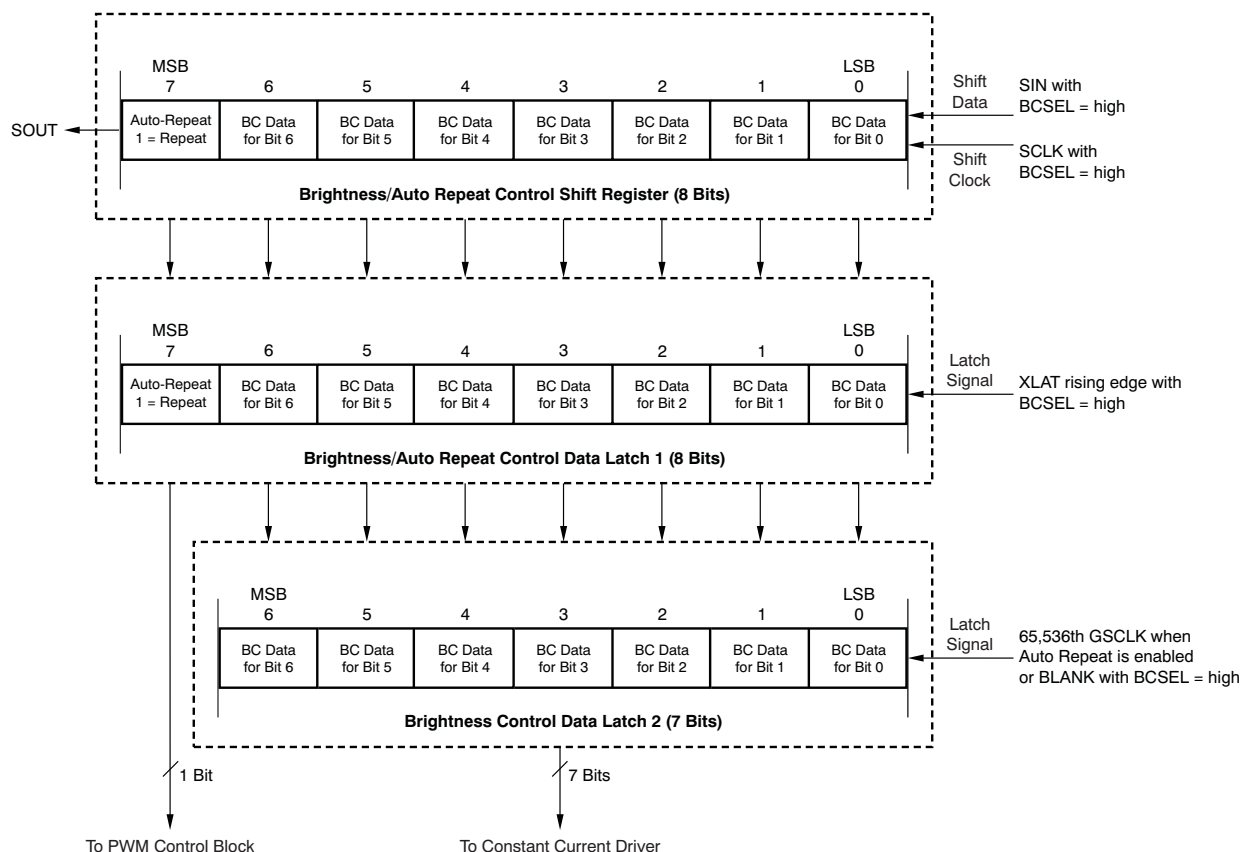 MSB LSB
7 6 5 4 3 2 1 0
SOUT
Auto-Repeat
1 = Repeat
BC Data
for Bit 6
BC Data
for Bit 5
BC Data
for Bit 4
BC Data
for Bit 3
BC Data
for Bit 2
BC Data
for Bit 1
BC Data
for Bit 0
Shift
Data
SIN with
BCSEL = high
Shift
Clock
SCLK with
BCSEL = high
Brightness/Auto Repeat Control Shift Register (8 Bits)
MSB LSB
7 6 5 4 3 2 1 0
Auto-Repeat
1 = Repeat
BC Data
for Bit 6
BC Data
for Bit 5
BC Data
for Bit 4
BC Data
for Bit 3
BC Data
for Bit 2
BC Data
for Bit 1
BC Data
for Bit 0
Latch
Signal
XLAT rising edge with
BCSEL = high
Brightness/Auto Repeat Control Data Latch 1 (8 Bits)
MSB LSB
6 5 4 3 2 1 0
BC Data
for Bit 6
BC Data
for Bit 5
BC Data
for Bit 4
BC Data
for Bit 3
BC Data
for Bit 2
BC Data
for Bit 1
BC Data
for Bit 0
Latch
Signal
65,536th GSCLK when
Auto Repeat is enabled
or BLANK with BCSEL = high
Brightness Control Data Latch 2 (7 Bits)
1 Bit
7 Bits
To PWM Control Block
To Constant Current Driver